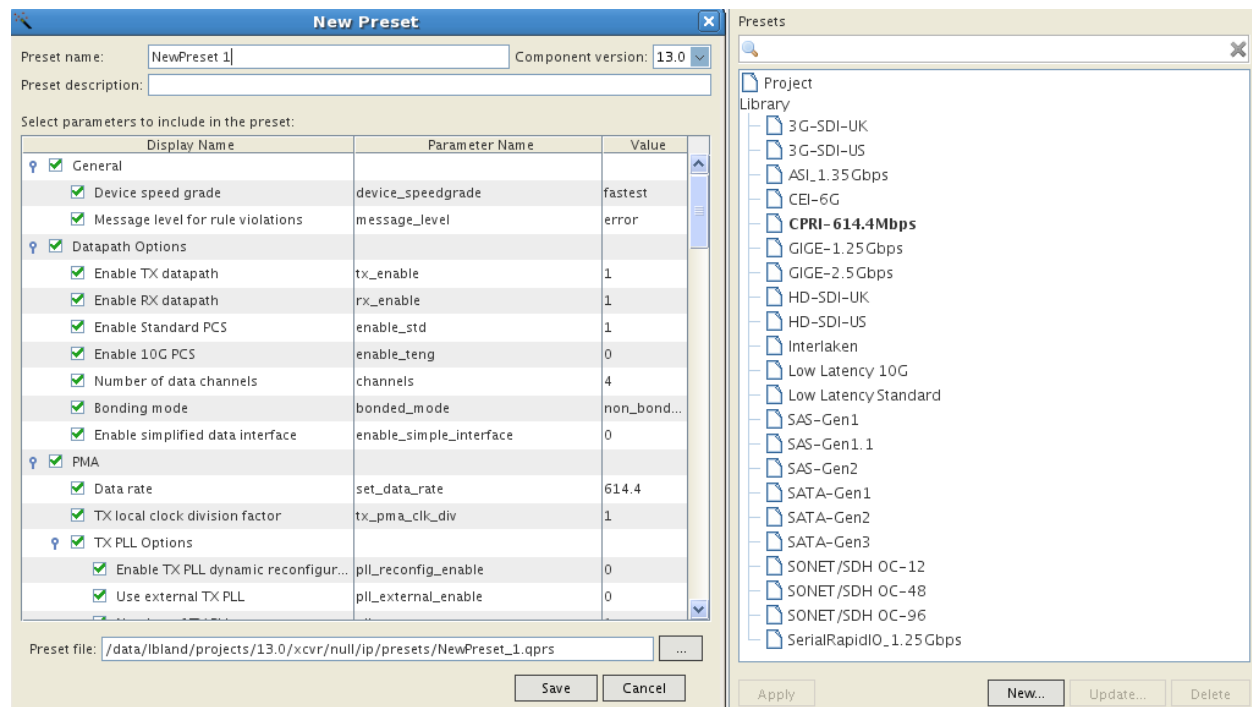 New Preset
Preset name: NewPreset 1 Component version: 13.0
Preset description:
Select parameters to include in the preset:
Display Name Parameter Name Value
General
Device speed grade device_speedgrade fastest
Message level for rule violations message_level error
Datapath Options
Enable TX datapath tx_enable 1
Enable RX datapath rx_enable 1
Enable Standard PCS enable_std 1
Enable 10G PCS enable_teng 0
Number of data channels channels 4
Bonding mode bonded_mode non_bond...
Enable simplified data interface enable_simple_interface 0
PMA
Data rate set_data_rate 614.4
TX local clock division factor tx_pma_clk_div 1
TX PLL Options
Enable TX PLL dynamic reconfigur... pll_reconfig_enable 0
Use external TX PLL pll_external_enable 0
Preset file: /data/lbland/projects/13.0/xcvr/null/ip/presets/NewPreset_1.qprs ...
Save Cancel
Presets
Project
Library
3G-SDI-UK
3G-SDI-US
ASI_1.35Gbps
CEI-6G
CPRI-614.4Mbps
GIGE-1.25Gbps
GIGE-2.5Gbps
HD-SDI-UK
HD-SDI-US
Interlaken
Low Latency 10G
Low Latency Standard
SAS-Gen1
SAS-Gen1.1
SAS-Gen2
SATA-Gen1
SATA-Gen2
SATA-Gen3
SONET/SDH OC-12
SONET/SDH OC-48
SONET/SDH OC-96
SerialRapidIO_1.25Gbps
Apply New... Update... Delete